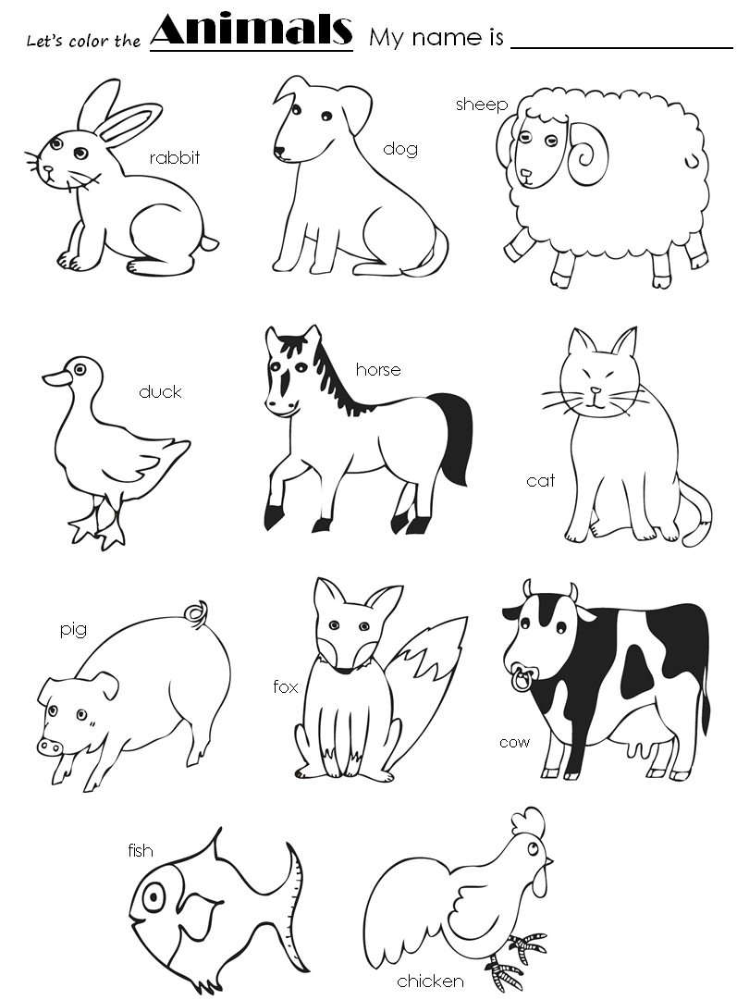 Let's color the Animals My name is
rabbit
dog
sheep
duck
horse
cat
pig
fox
cow
fish
chicken